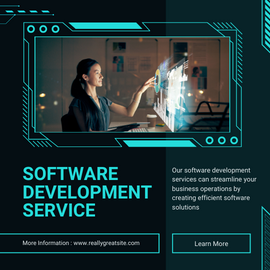 SOFTWARE
DEVELOPMENT
SERVICE
Our software development
services can streamline your
business operations by
creating efficient software
solutions
More Information : www.reallygreatsite.com
Learn More